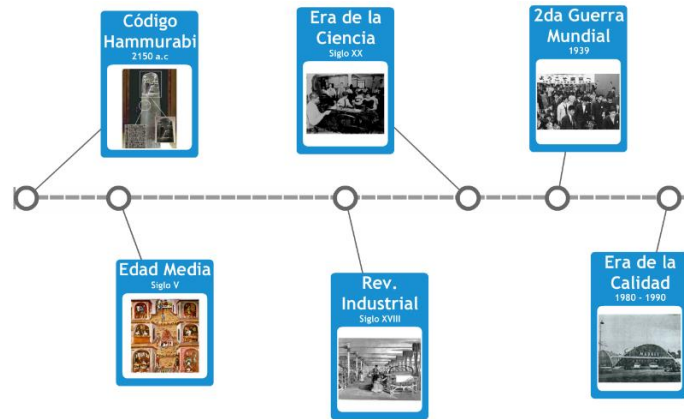 Código
Hammurabi
2150 a.c
Era de la
Ciencia
Siglo XX
2da Guerra
Mundial
1939
Edad Media
Siglo V
Rev.
Industrial
Siglo XVIII
Era de la
Calidad
1980 - 1990